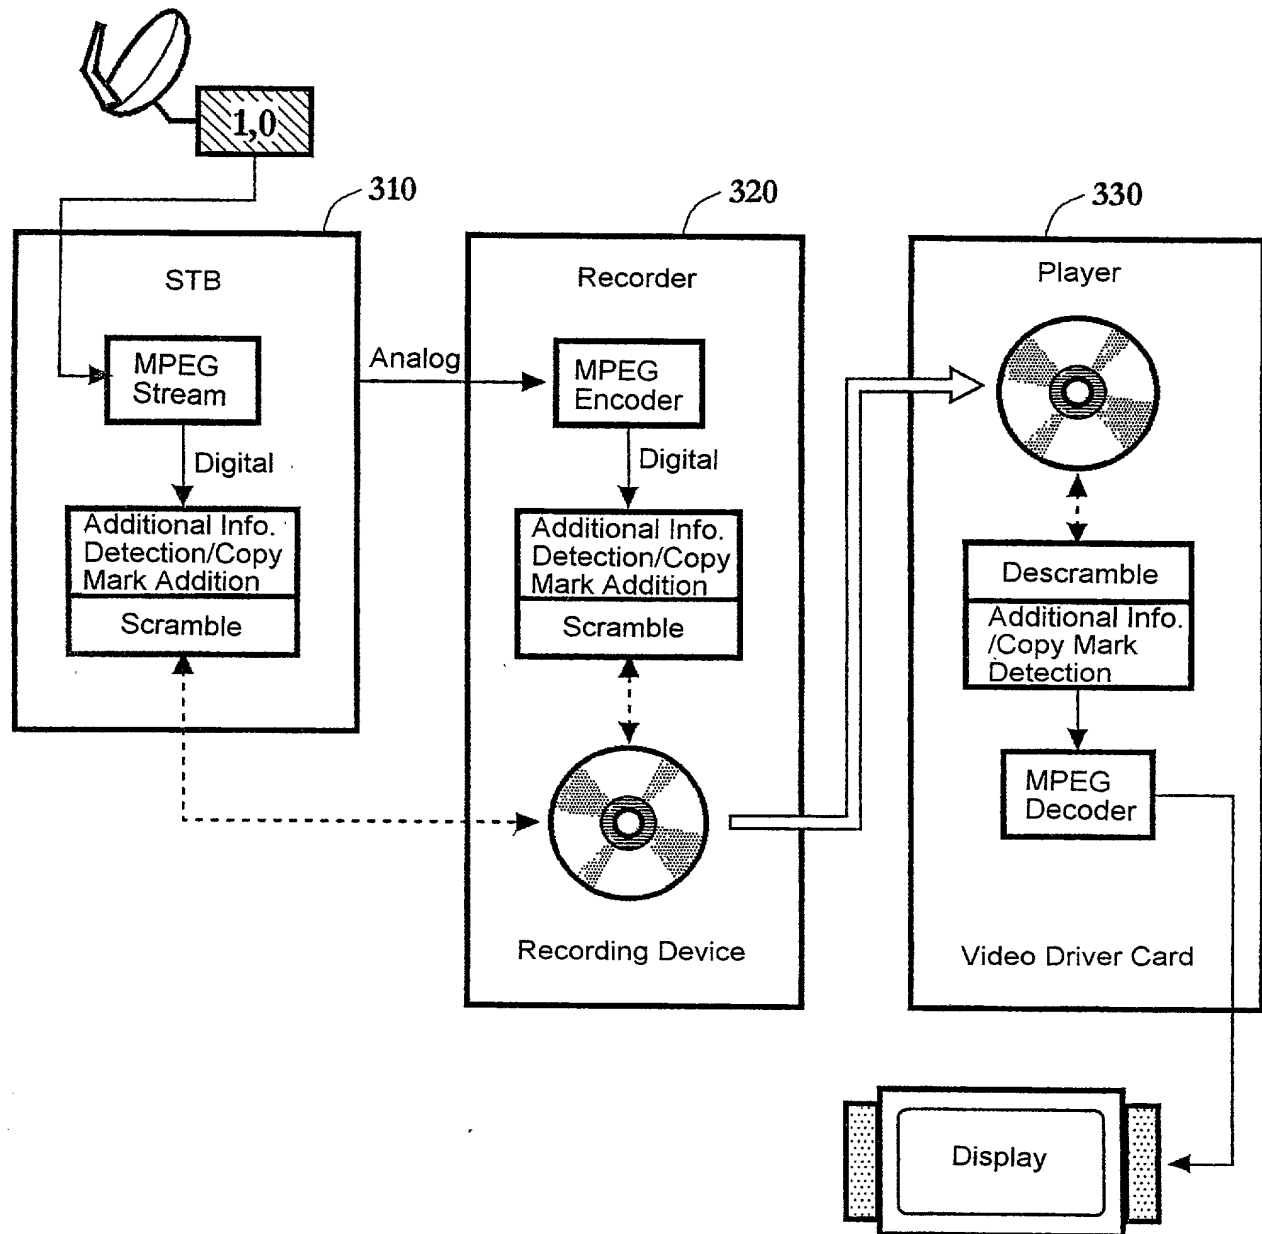 1,0
310
320
330
STB
Recorder
Player
MPEG
Stream
Analog
MPEG
Encoder
Digital
Digital
Additional Info.
Detection/Copy
Mark Addition
Scramble
Additional Info.
Detection/Copy
Mark Addition
Scramble
Descramble
Additional Info.
/Copy Mark
Detection
MPEG
Decoder
Recording Device
Video Driver Card
Display